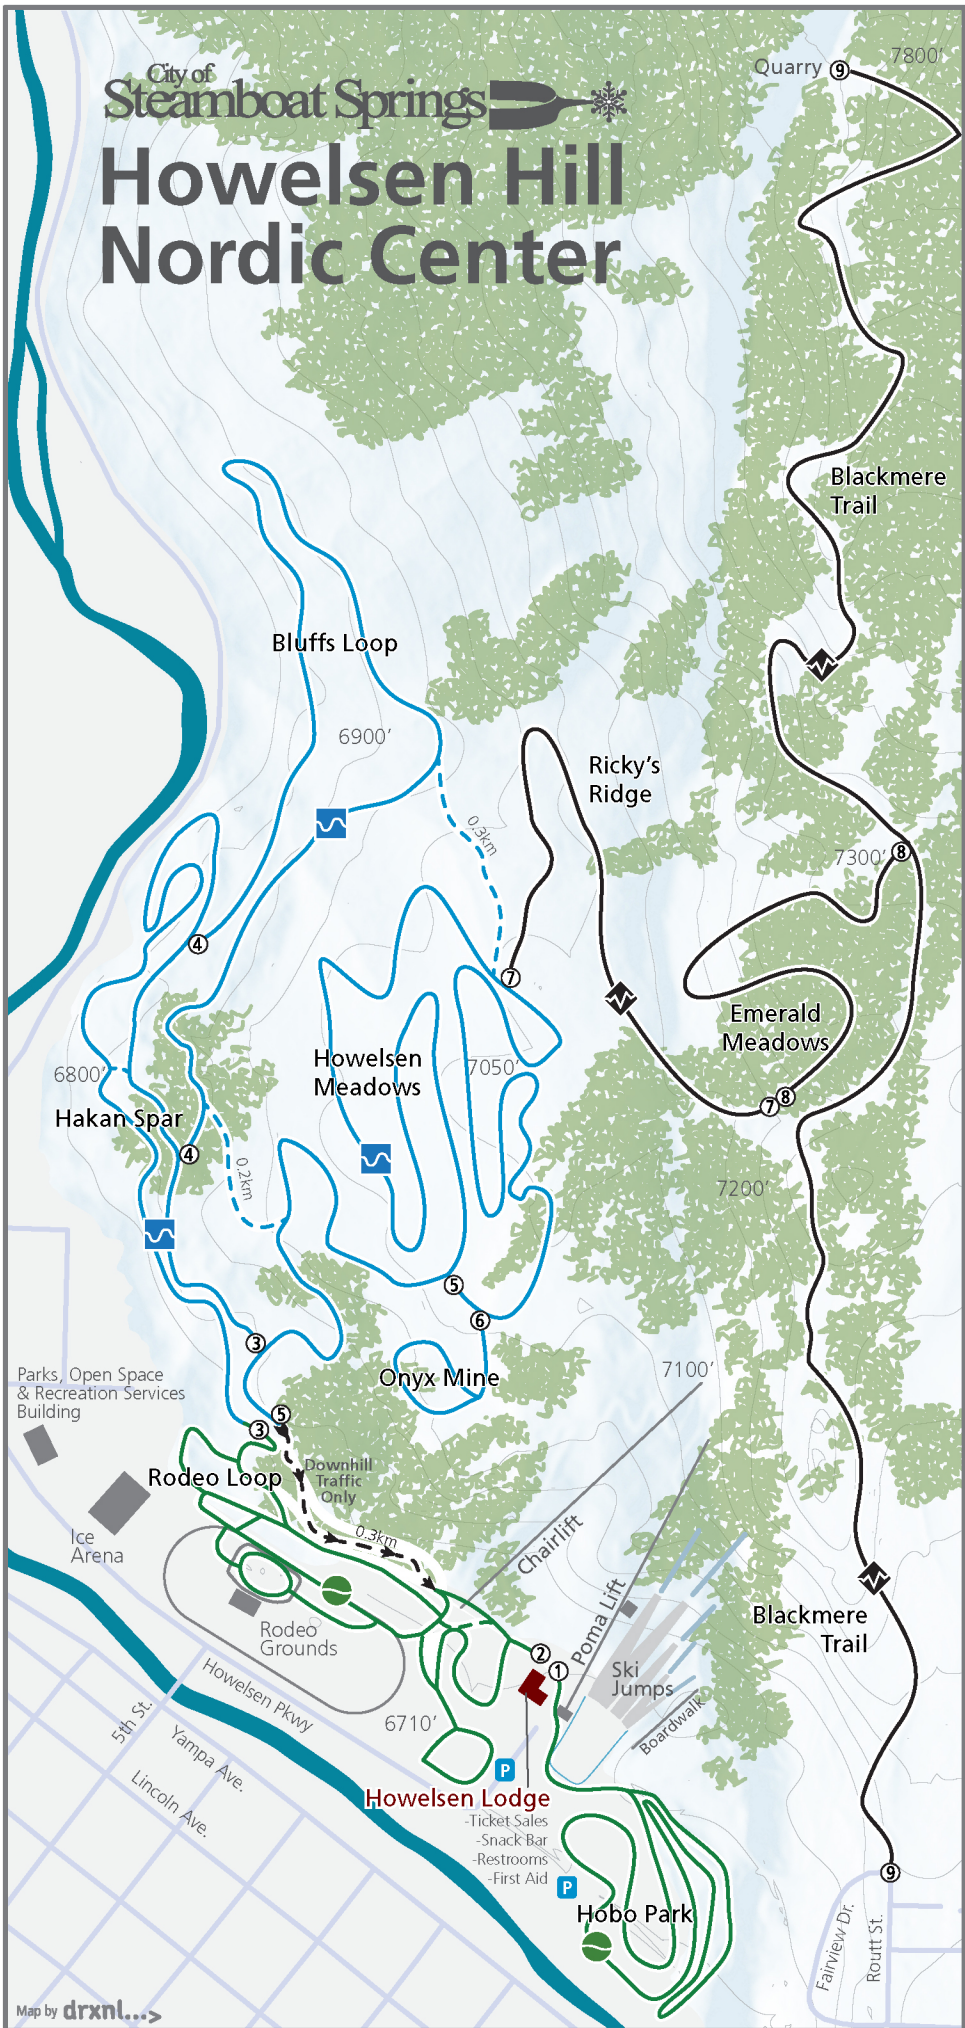 City of
Steamboat Springs
Howelsen Hill
Nordic Center
Quarry 9
7800'
Blackmere
Trail
Bluffs Loop
6900'
Ricky's
Ridge
0.3km
7300' 8
4
7
Emerald
Meadows
Howelsen
Meadows
7050'
6800'
Hakan Spar
7 8
4
0.2km
7200'
5
6
3
Onyx Mine
7100'
Parks, Open Space
& Recreation Services
Building
5
3
Rodeo Loop
Downhill
Traffic
Only
Ice
Arena
0.3km
Chairlift
Poma Lift
Rodeo
Grounds
Blackmere
Trail
2
1
Ski
Jumps
Boardwalk
Howelsen Pkwy
5th St.
6710'
Yampa Ave.
Lincoln Ave.
P
Howelsen Lodge
-Ticket Sales
-Snack Bar
-Restrooms
-First Aid
P
9
Hobo Park
Fairview Dr.
Routt St.
Map by drxnl...>